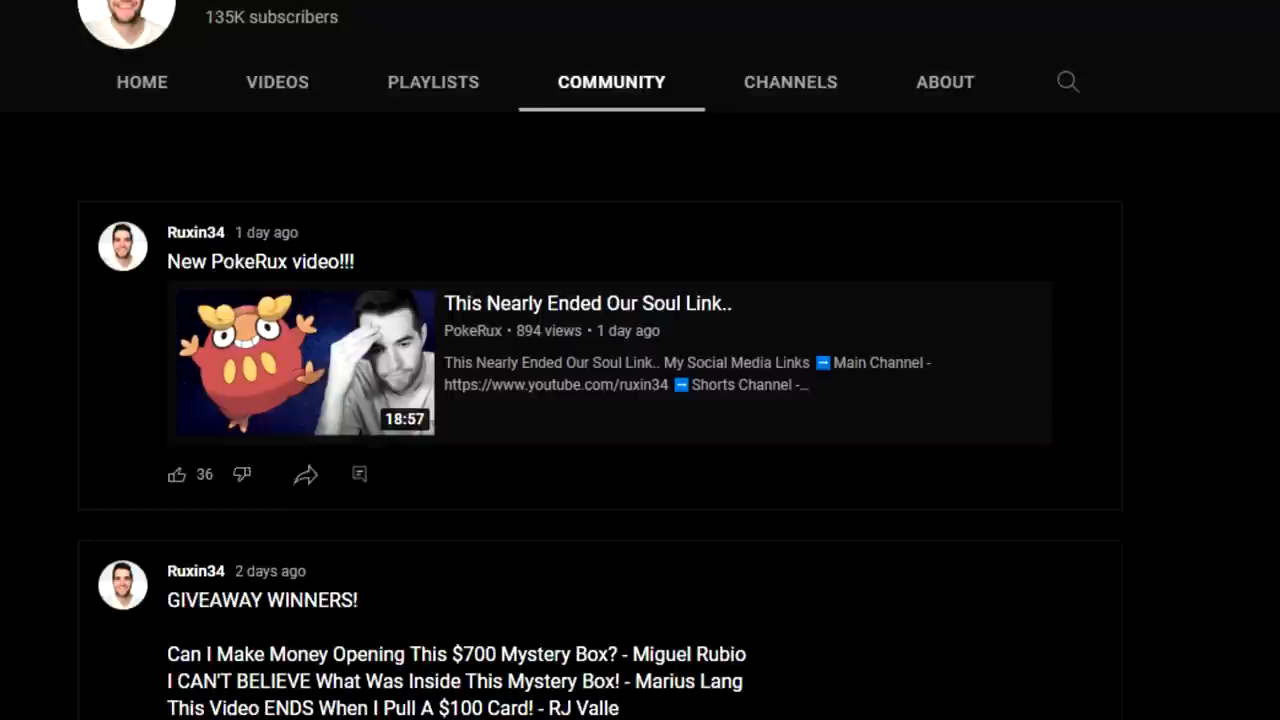 135K subscribers
HOME VIDEOS PLAYLISTS COMMUNITY CHANNELS ABOUT
Ruxin34 1 day ago
New PokeRux video!!!
This Nearly Ended Our Soul Link..
PokeRux • 894 views • 1 day ago
This Nearly Ended Our Soul Link.. My Social Media Links ➡️ Main Channel -
https://www.youtube.com/ruxin34 ➡️ Shorts Channel -...
18:57
36
Ruxin34 2 days ago
GIVEAWAY WINNERS!
Can I Make Money Opening This $700 Mystery Box? - Miguel Rubio
I CAN'T BELIEVE What Was Inside This Mystery Box! - Marius Lang
This Video ENDS When I Pull A $100 Card! - RJ Valle